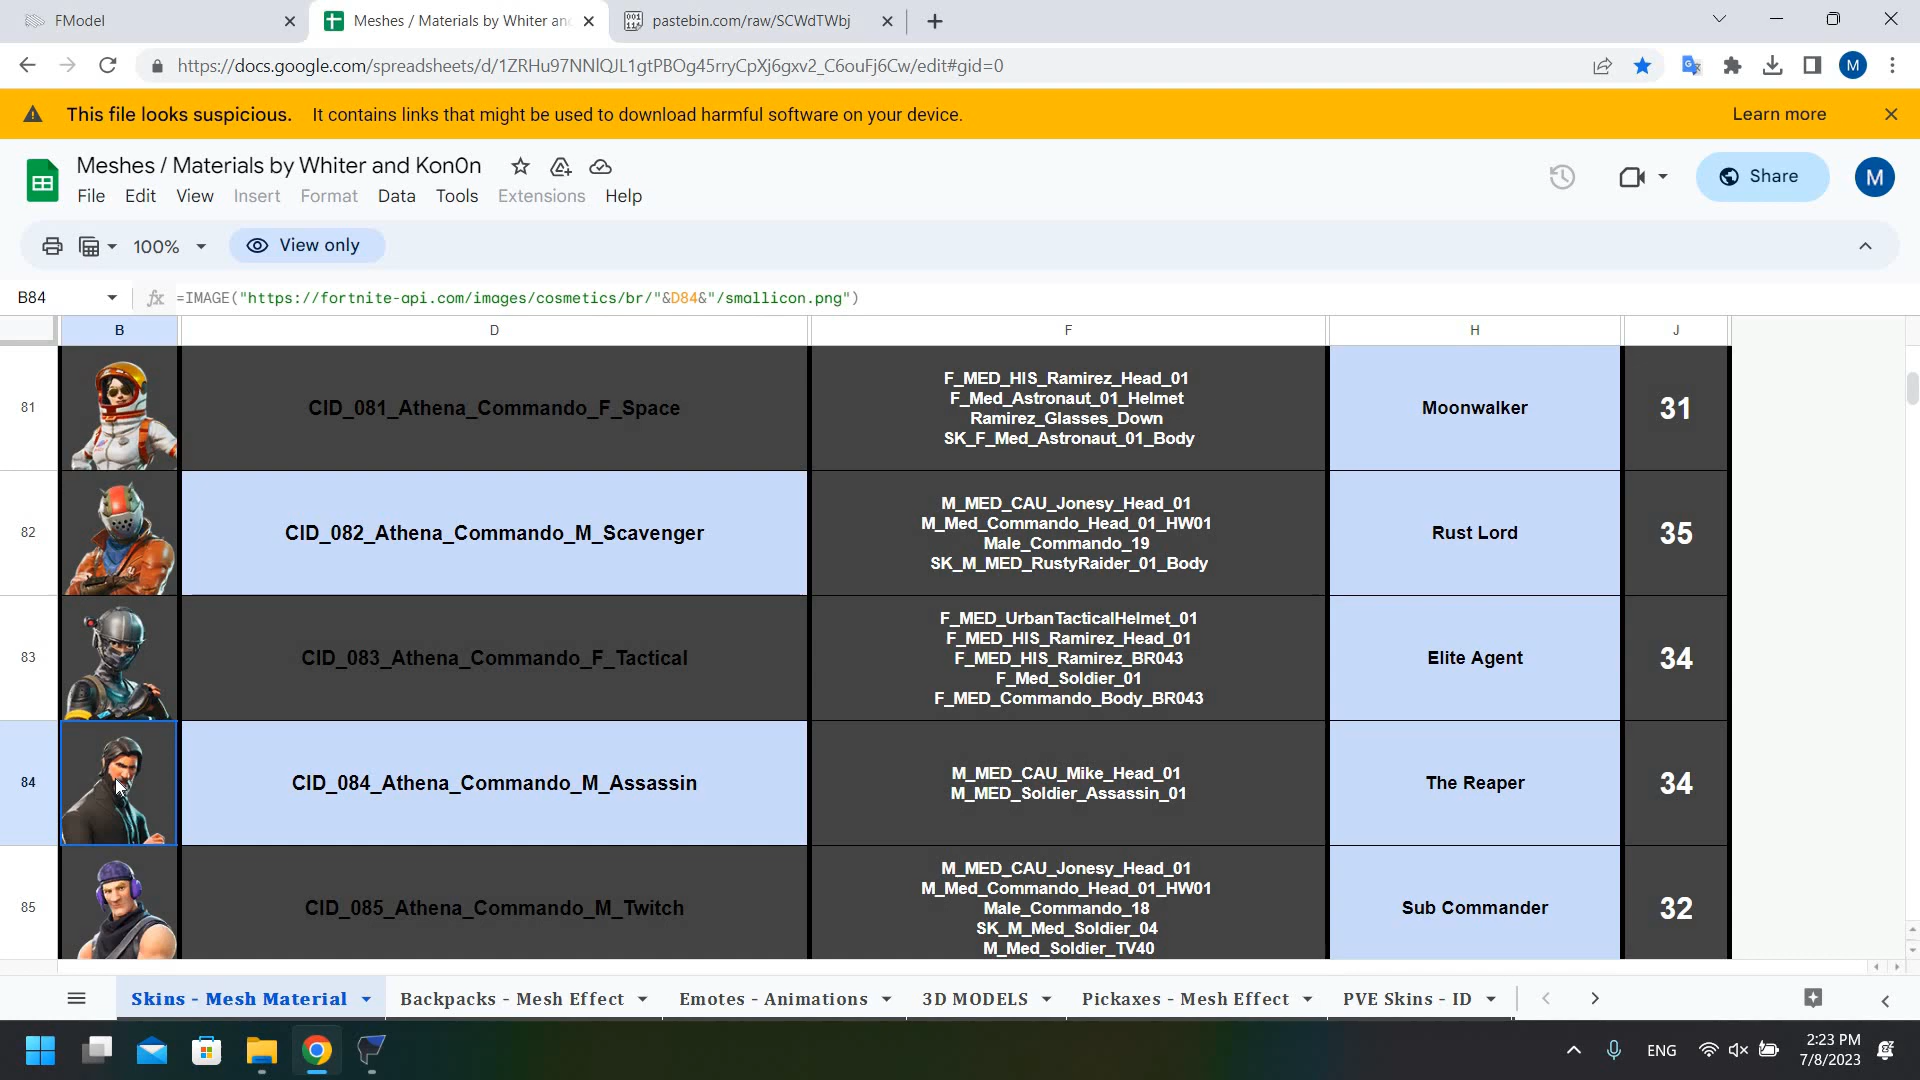 FModel
Meshes / Materials by Whiter an
pastebin.com/raw/SCWdTWbj
https://docs.google.com/spreadsheets/d/1ZRHu97NNlQJL1gtPBOg45rryCpXj6gxv2_C6ouFj6Cw/edit#gid=0
M
This file looks suspicious. It contains links that might be used to download harmful software on your device.
Learn more
Meshes / Materials by Whiter and Kon0n
File Edit View Insert Format Data Tools Extensions Help
Share
M
100%
View only
B84
fx =IMAGE("https://fortnite-api.com/images/cosmetics/br/"&D84&"/smallicon.png")
B D F H J
81
CID_081_Athena_Commando_F_Space
F_MED_HIS_Ramirez_Head_01
F_Med_Astronaut_01_Helmet
Ramirez_Glasses_Down
SK_F_Med_Astronaut_01_Body
Moonwalker
31
82
CID_082_Athena_Commando_M_Scavenger
M_MED_CAU_Jonesy_Head_01
M_Med_Commando_Head_01_HW01
Male_Commando_19
SK_M_MED_RustyRaider_01_Body
Rust Lord
35
83
CID_083_Athena_Commando_F_Tactical
F_MED_UrbanTacticalHelmet_01
F_MED_HIS_Ramirez_Head_01
F_MED_HIS_Ramirez_BR043
F_Med_Soldier_01
F_MED_Commando_Body_BR043
Elite Agent
34
84
CID_084_Athena_Commando_M_Assassin
M_MED_CAU_Mike_Head_01
M_MED_Soldier_Assassin_01
The Reaper
34
85
CID_085_Athena_Commando_M_Twitch
M_MED_CAU_Jonesy_Head_01
M_Med_Commando_Head_01_HW01
Male_Commando_18
SK_M_Med_Soldier_04
M_Med_Soldier_TV40
Sub Commander
32
Skins - Mesh Material
Backpacks - Mesh Effect
Emotes - Animations
3D MODELS
Pickaxes - Mesh Effect
PVE Skins - ID
ENG
2:23 PM
7/8/2023